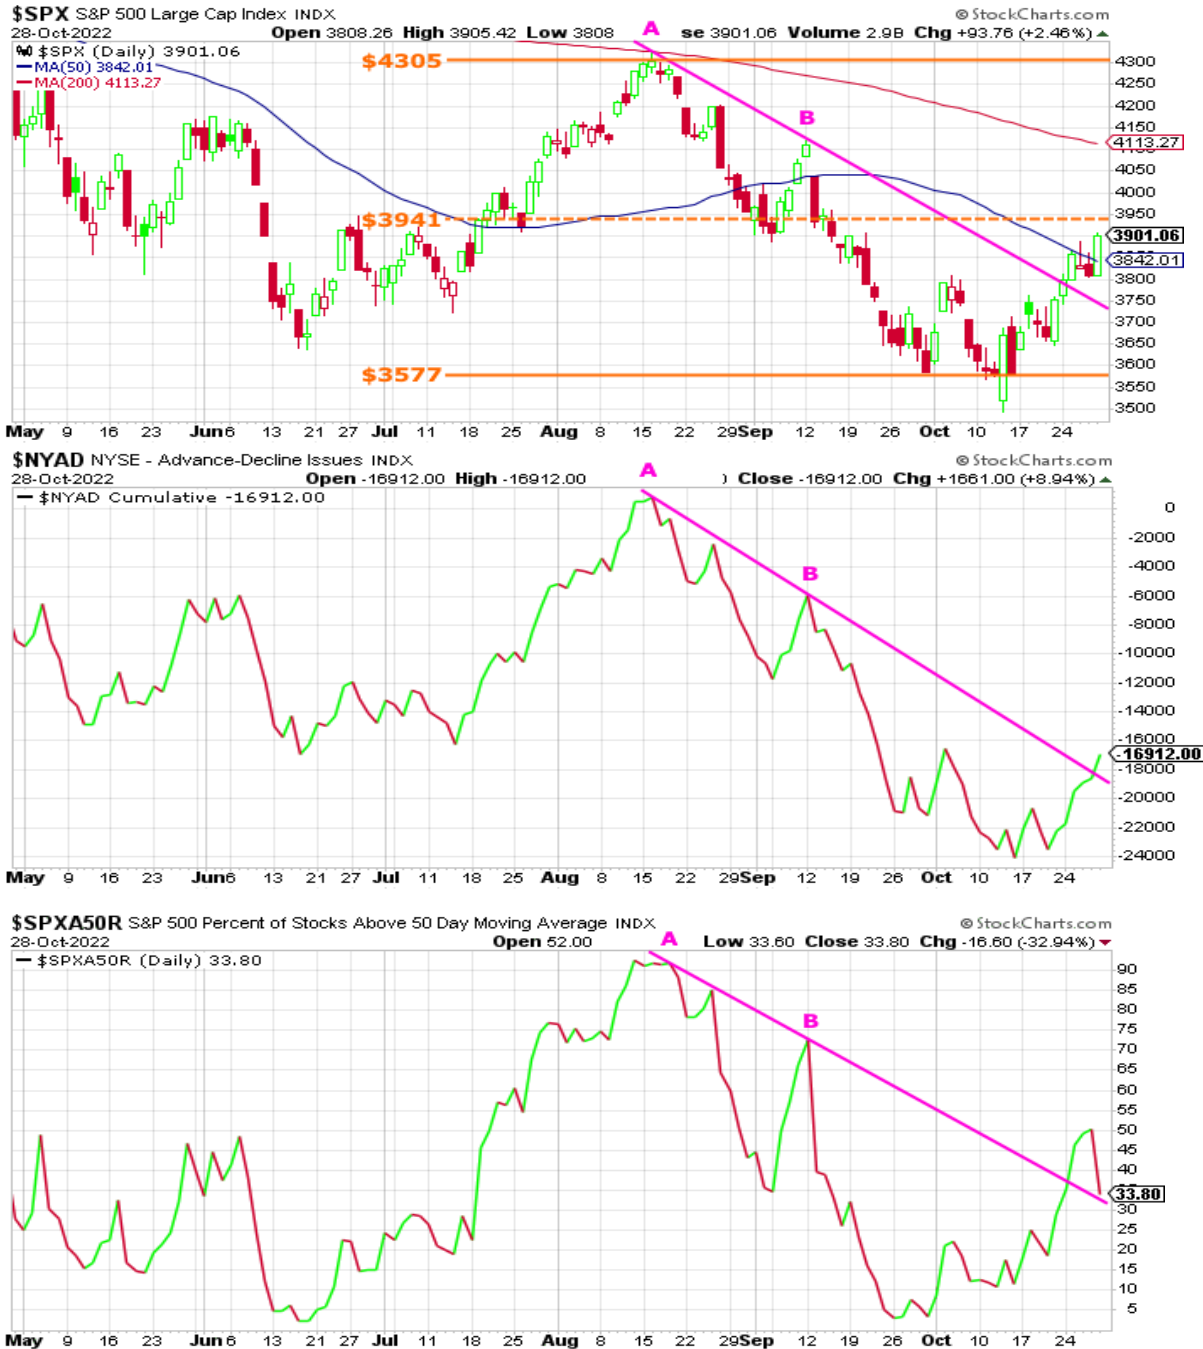 $SPX S&P 500 Large Cap Index INDX © StockCharts.com
28-Oct-2022 Open 3808.26 High 3905.42 Low 3808 se 3901.06 Volume 2.9B Chg +93.76 (+2.46%)
A
$SPX (Daily) 3901.06
MA(50) 3842.01
MA(200) 4113.27
$4305
B
$3941
$3577
4300
4250
4200
4150
4113.27
4050
4000
3950
3901.06
3842.01
3800
3750
3700
3650
3600
3550
3500
May 9 16 23 Jun 6 13 21 27 Jul 11 18 25 Aug 8 15 22 29 Sep 12 19 26 Oct 10 17 24
$NYAD NYSE - Advance-Decline Issues INDX © StockCharts.com
28-Oct-2022 Open -16912.00 High -16912.00 ) Close -16912.00 Chg +1661.00 (+8.94%)
A
$NYAD Cumulative -16912.00
B
0
-2000
-4000
-6000
-8000
-10000
-12000
-14000
-16000
-16912.00
-18000
-20000
-22000
-24000
May 9 16 23 Jun 6 13 21 27 Jul 11 18 25 Aug 8 15 22 29 Sep 12 19 26 Oct 10 17 24
$SPXA50R S&P 500 Percent of Stocks Above 50 Day Moving Average INDX © StockCharts.com
28-Oct-2022 Open 52.00 Low 33.60 Close 33.80 Chg -16.60 (-32.94%)
A
$SPXA50R (Daily) 33.80
B
90
85
80
75
70
65
60
55
50
45
40
33.80
30
25
20
15
10
5
May 9 16 23 Jun 6 13 21 27 Jul 11 18 25 Aug 8 15 22 29 Sep 12 19 26 Oct 10 17 24